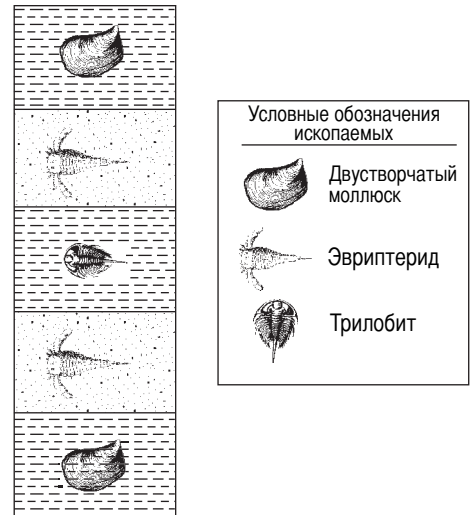 Условные обозначения
ископаемых
Двустворчатый
моллюск
Эвриптерид
Трилобит